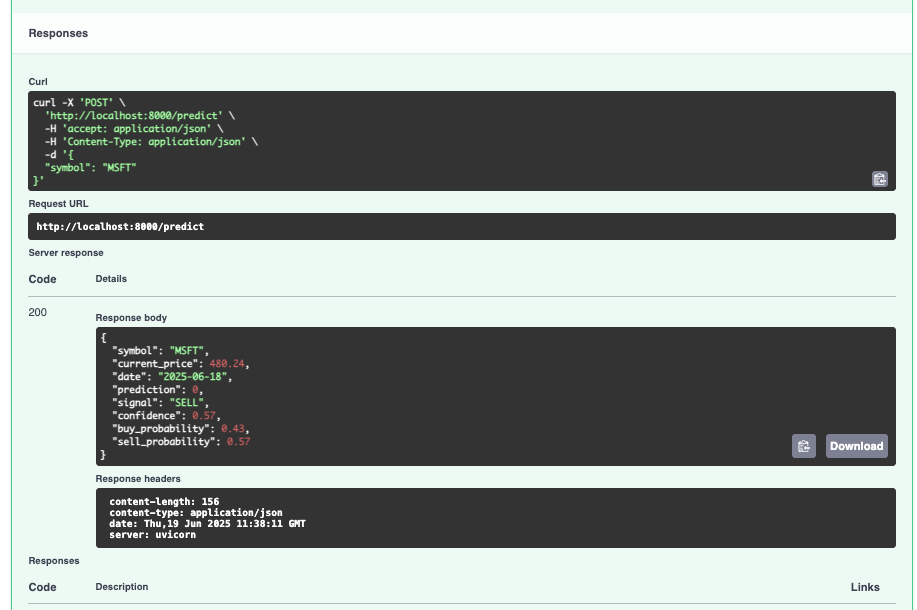 Responses
Curl
curl -X 'POST' \
  'http://localhost:8000/predict' \
  -H 'accept: application/json' \
  -H 'Content-Type: application/json' \
  -d '{
  "symbol": "MSFT"
}'
Request URL
http://localhost:8000/predict
Server response
Code Details
200
Response body
{
  "symbol": "MSFT",
  "current_price": 480.24,
  "date": "2025-06-18",
  "prediction": 0,
  "signal": "SELL",
  "confidence": 0.57,
  "buy_probability": 0.43,
  "sell_probability": 0.57
}
Download
Response headers
content-length: 156
content-type: application/json
date: Thu,19 Jun 2025 11:38:11 GMT
server: uvicorn
Responses
Code Description Links